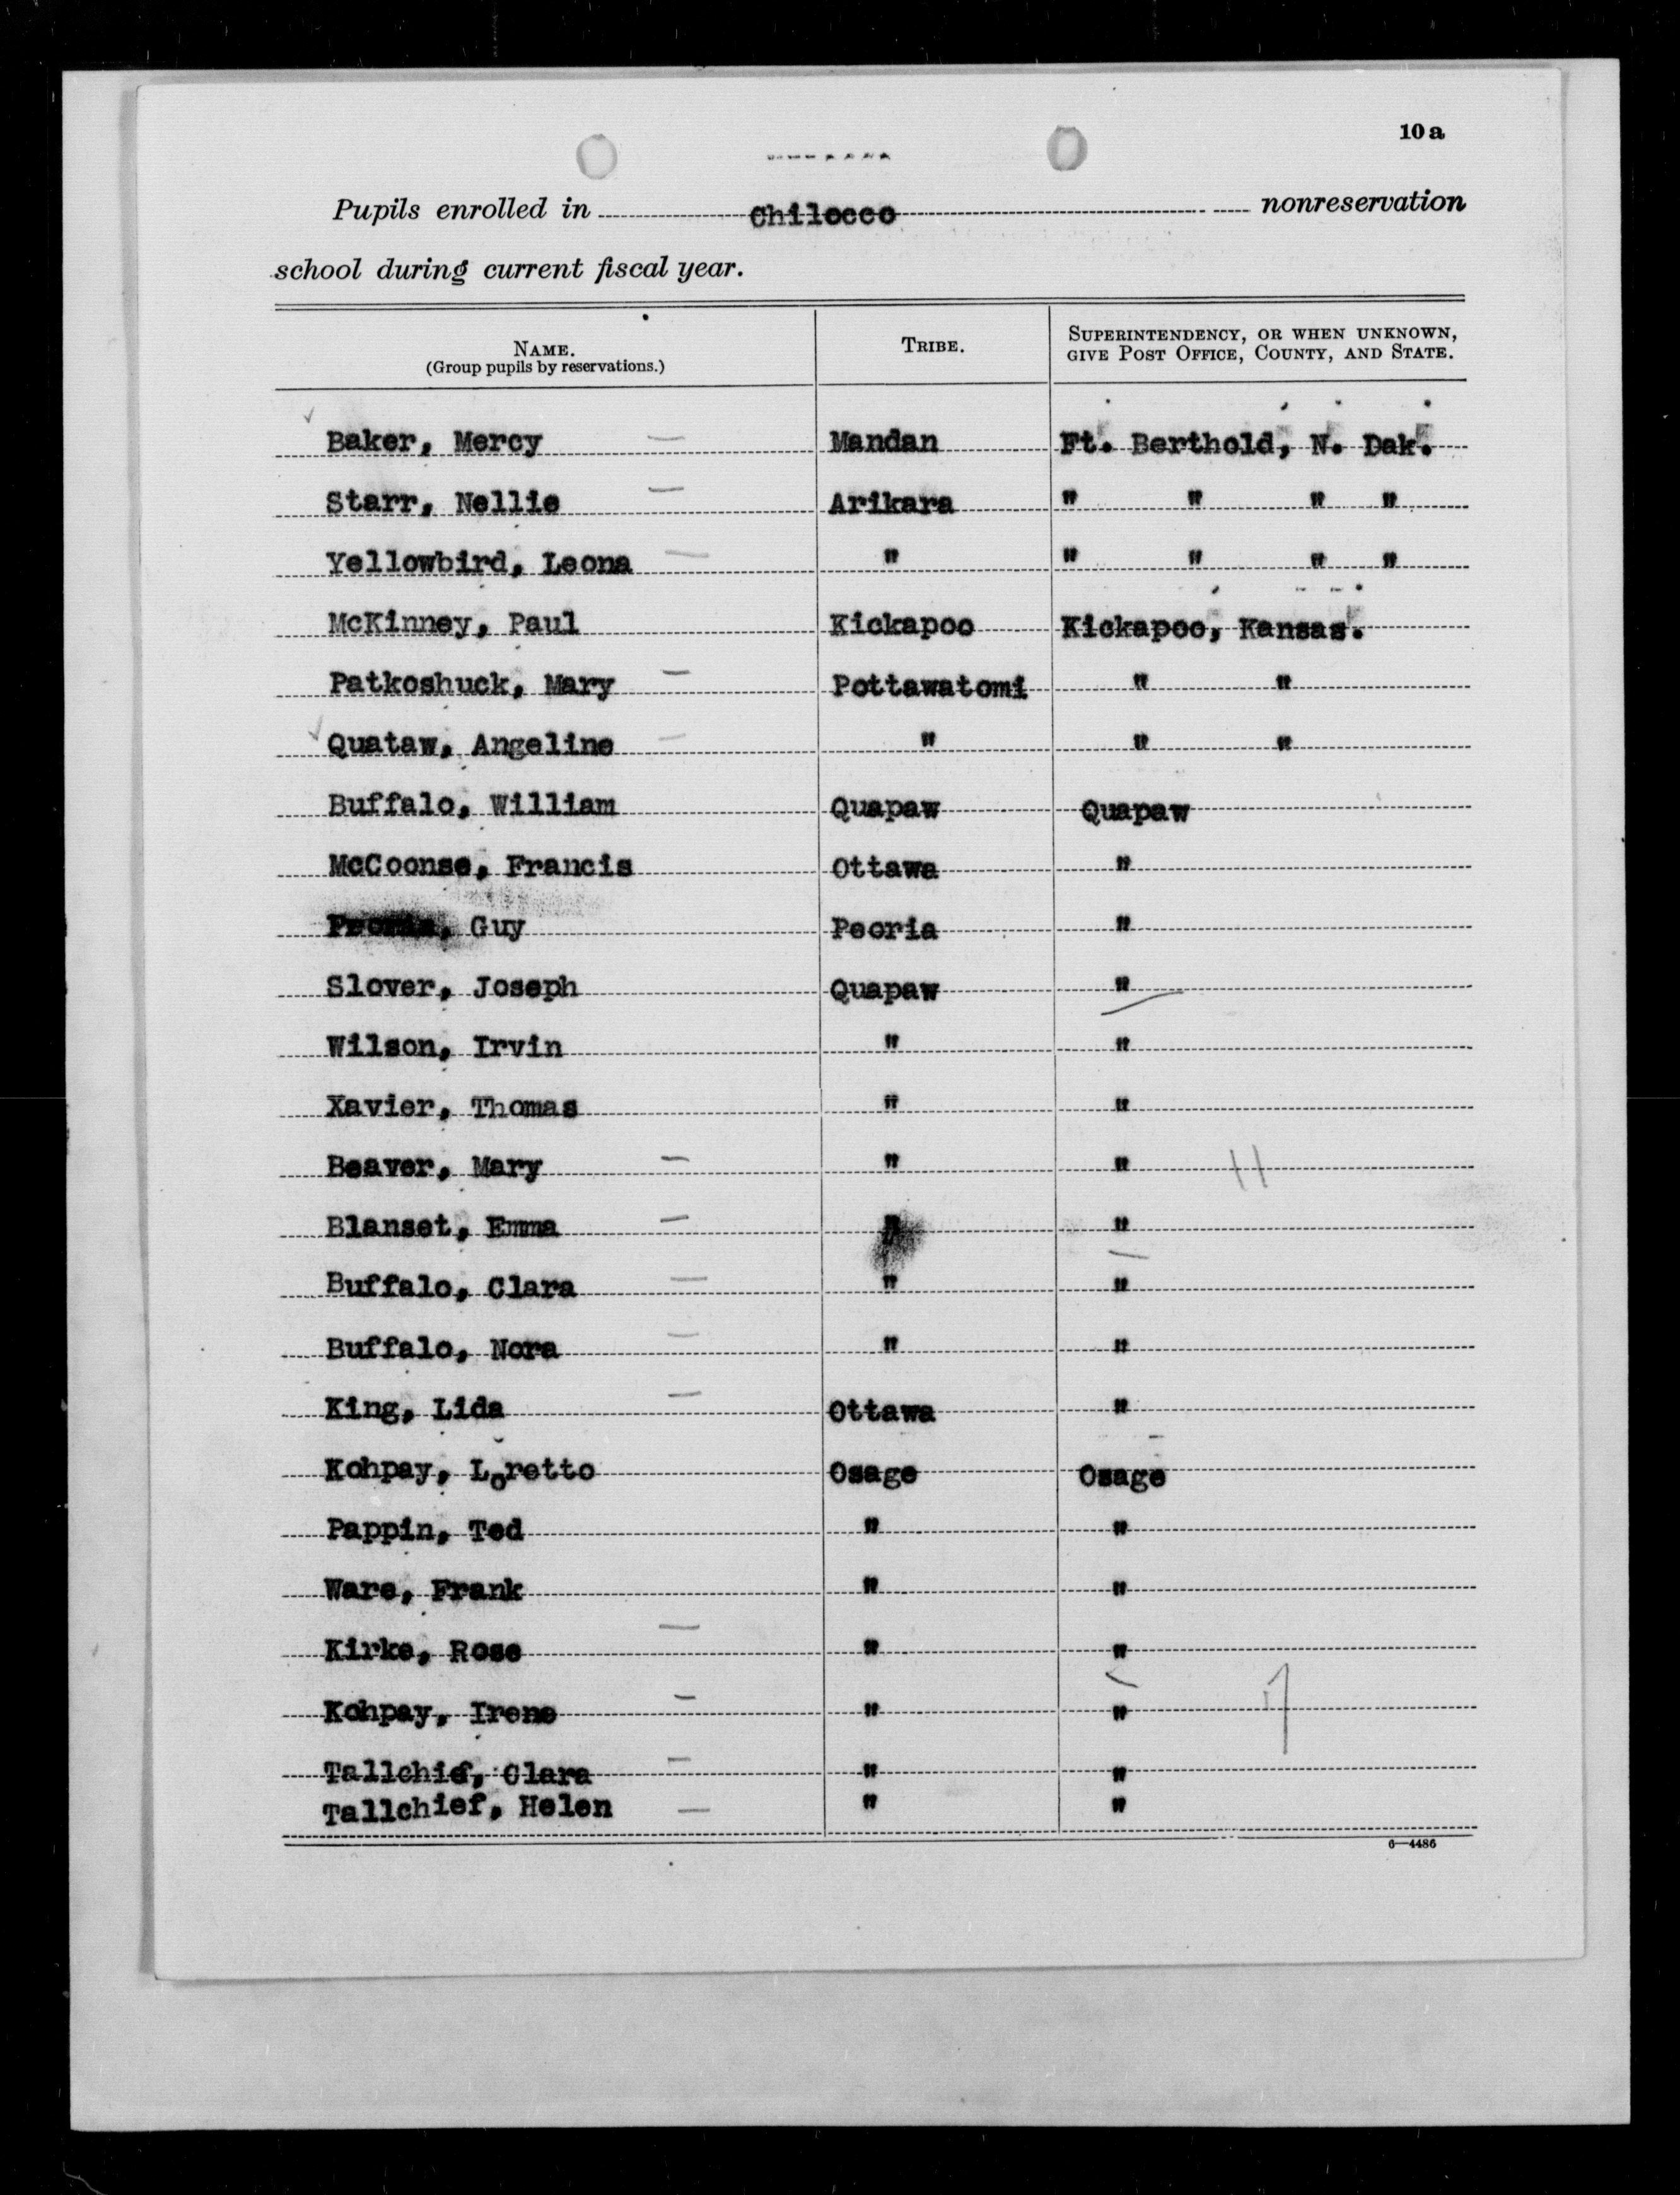 10 a
Pupils enrolled in Chilocco nonreservation
school during current fiscal year.
NAME. TRIBE. SUPERINTENDENCY, OR WHEN UNKNOWN,
(Group pupils by reservations.) GIVE POST OFFICE, COUNTY, AND STATE.
Baker, Mercy Mandan Ft. Berthold, N. Dak.
Starr, Nellie Arikara " " " "
Yellowbird, Leona " " " " "
McKinney, Paul Kickapoo Kickapoo, Kansas.
Patkoshuck, Mary Pottawatomi " "
Quataw, Angeline " " "
Buffalo, William Quapaw Quapaw
McCoonse, Francis Ottawa "
Guy Peoria "
Slover, Joseph Quapaw "
Wilson, Irvin " "
Xavier, Thomas " "
Beaver, Mary " " 11
Blanset, Emma " "
Buffalo, Clara " "
Buffalo, Nora " "
King, Lida Ottawa "
Kohpay, Loretto Osage Osage
Pappin, Ted " "
Ware, Frank " "
Kirke, Rose " "
Kohpay, Irene " " 7
Tallchief, Clara " "
Tallchief, Helen " "
6—4486